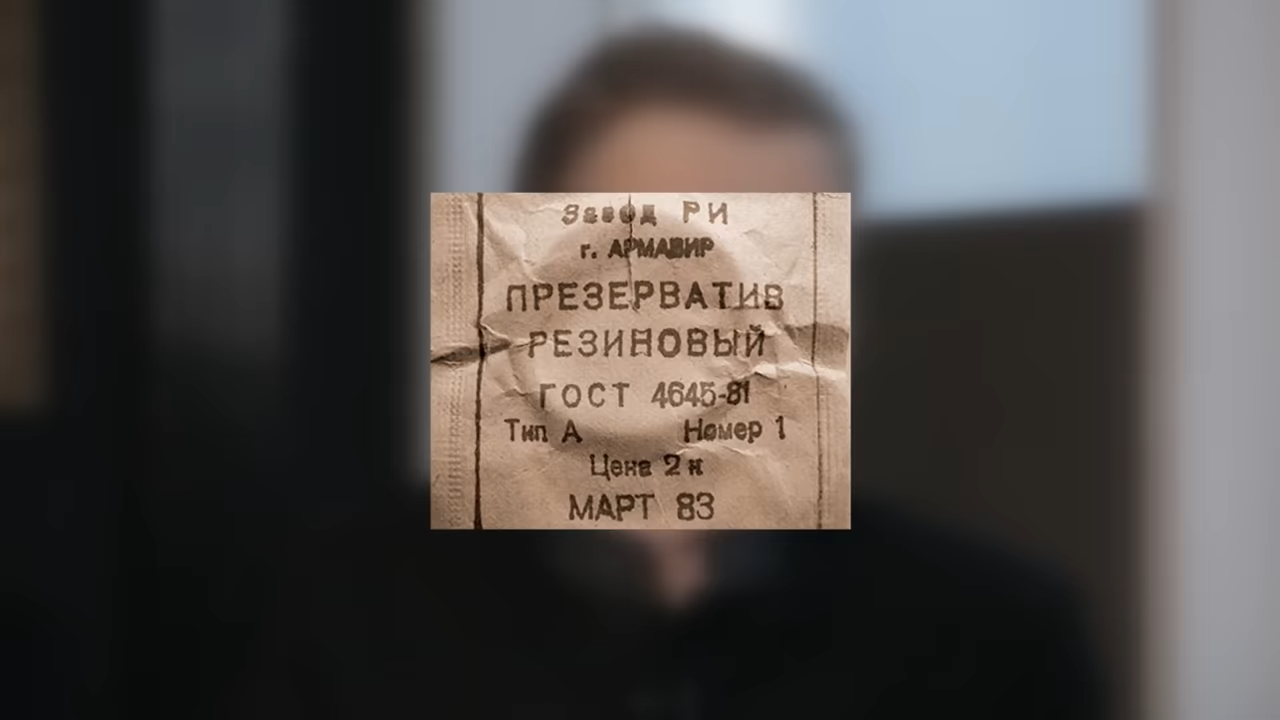 Завод РИ
г. АРМАВИР
ПРЕЗЕРВАТИВ
РЕЗИНОВЫЙ
ГОСТ 4645-81
Тип А Номер 1
Цена 2 к
МАРТ 83